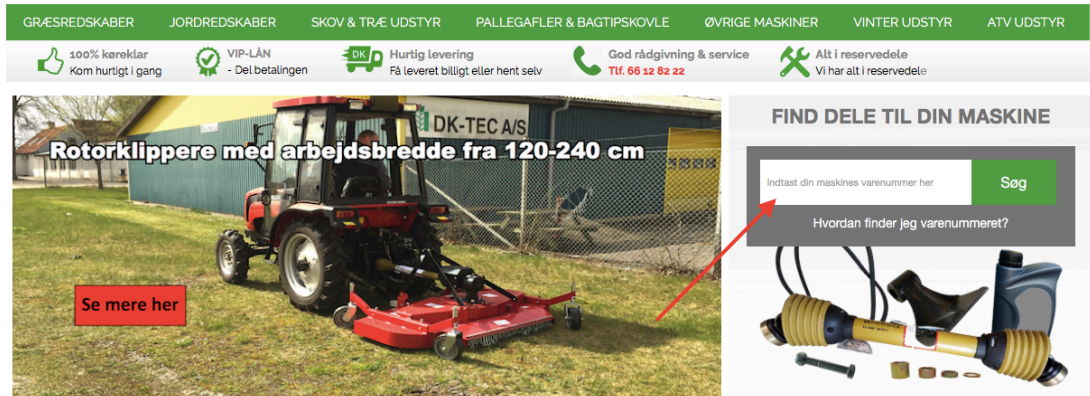 GRÆSREDSKABER JORDREDSKABER SKOV & TRÆ UDSTYR PALLEGAFLER & BAGTIPSKOVLE ØVRIGE MASKINER VINTER UDSTYR ATV UDSTYR
100% køreklar
Kom hurtigt i gang
VIP-LÅN
- Del betalingen
DK
Hurtig levering
Få leveret billigt eller hent selv
God rådgivning & service
Tlf. 66 12 82 22
Alt i reservedele
Vi har alt i reservedele
DK-TEC A/S
Rotorklippere med arbejdsbredde fra 120-240 cm
Se mere her
FIND DELE TIL DIN MASKINE
Indtast din maskines varenummer her
Søg
Hvordan finder jeg varenummeret?